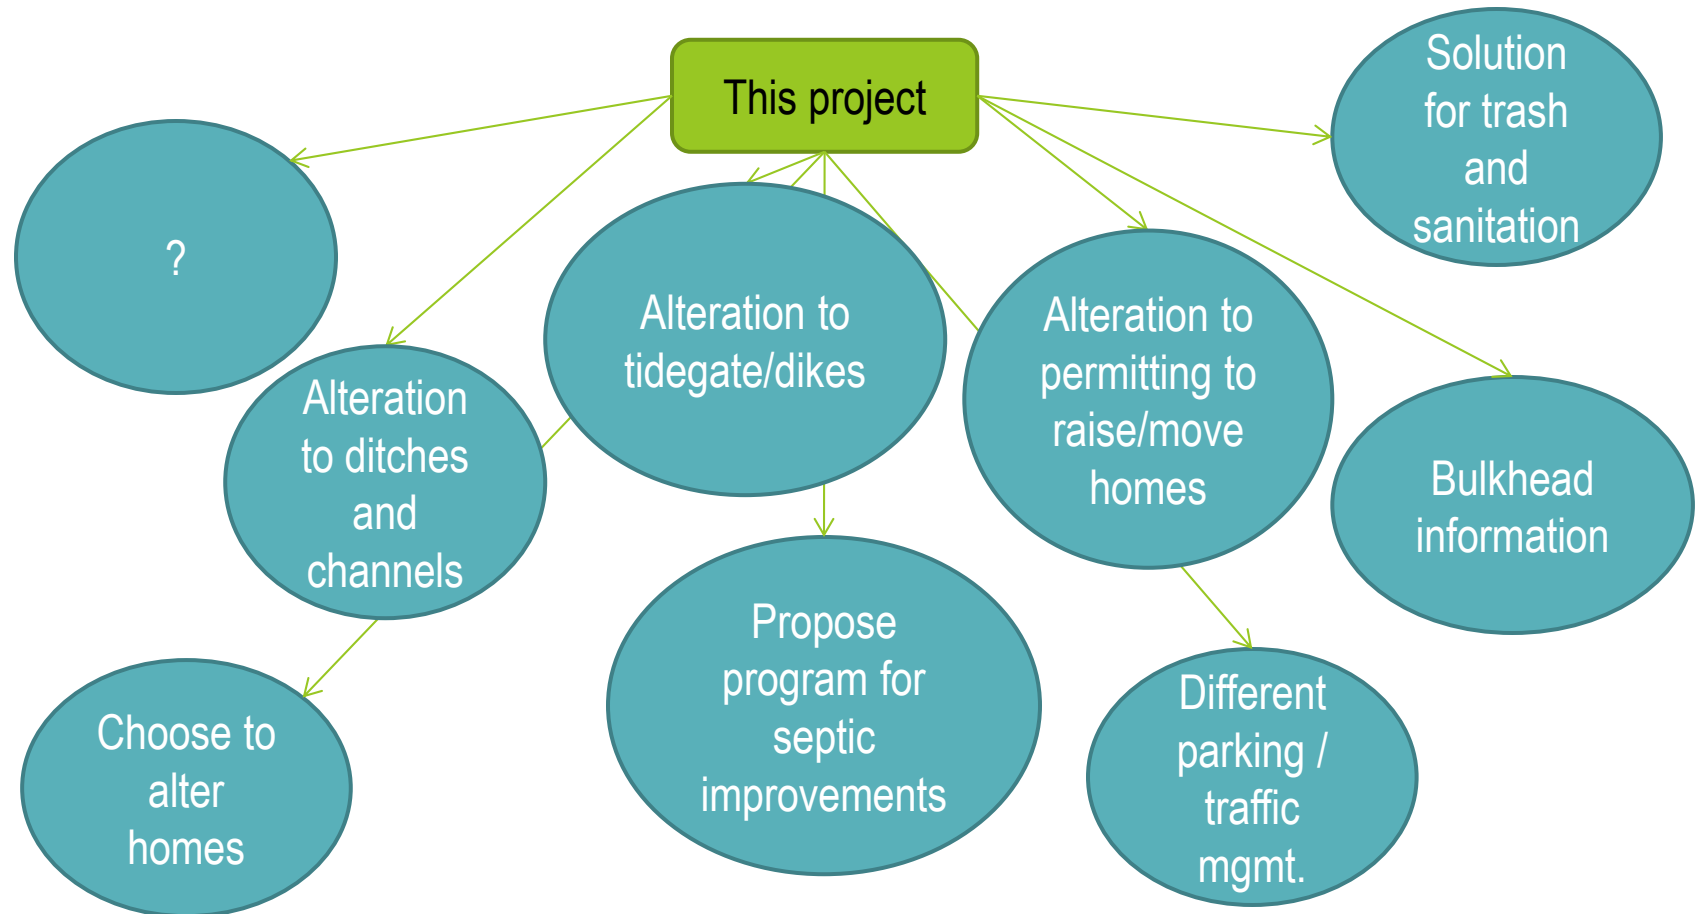 This project
Solution
for trash
and
sanitation
?
Alteration
to ditches
and
channels
Alteration to
tidegate/dikes
Alteration to
permitting to
raise/move
homes
Bulkhead
information
Choose to
alter
homes
Propose
program for
septic
improvements
Different
parking /
traffic
mgmt.